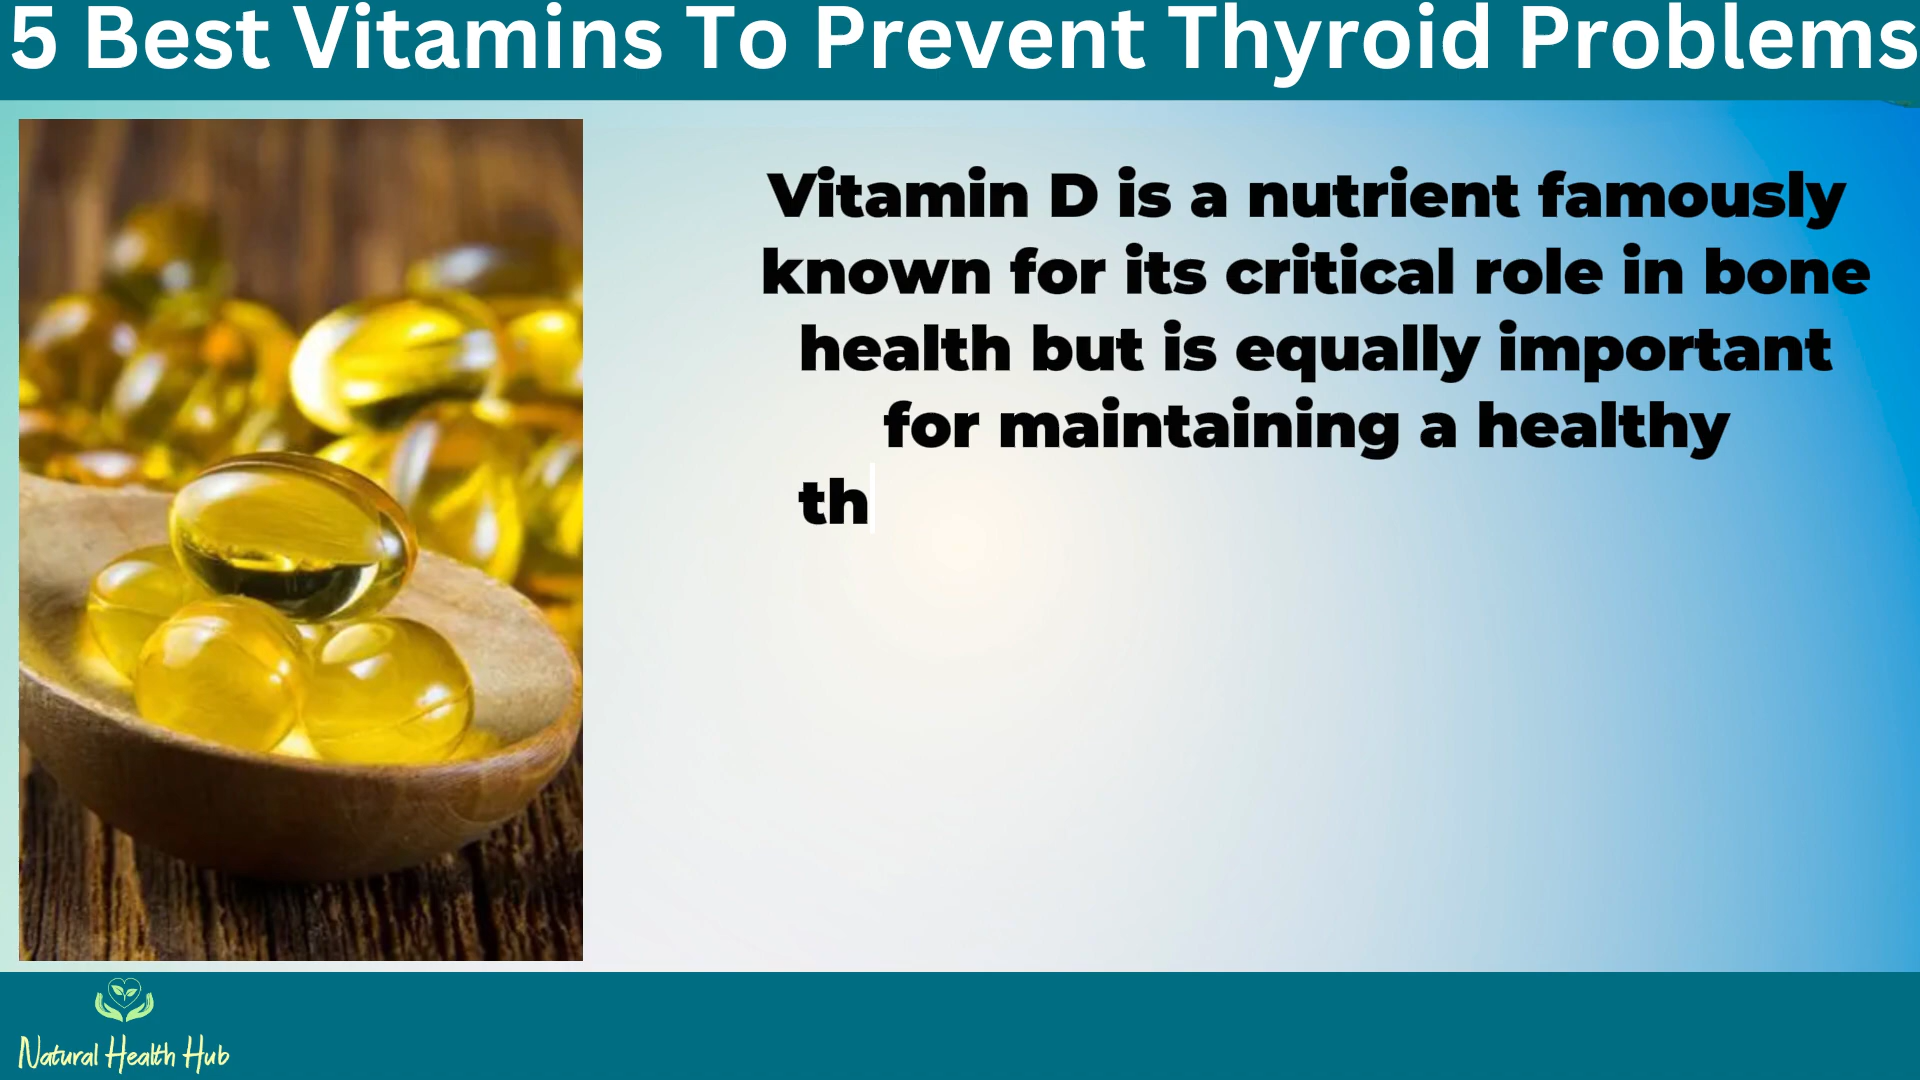 5 Best Vitamins To Prevent Thyroid Problems
Vitamin D is a nutrient famously
known for its critical role in bone
health but is equally important
for maintaining a healthy
th
Natural Health Hub